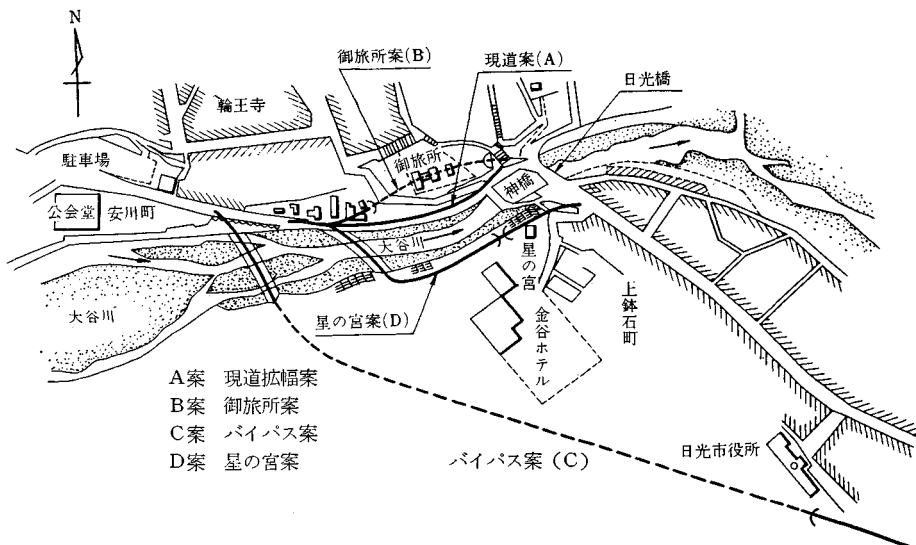 N
御旅所案(B)
現道案(A)
日光橋
輪王寺
駐車場
御旅所
神橋
公会堂
安川町
大谷川
星の宮
大谷川
上鉢石町
星の宮案(D)
金谷ホテル
A案 現道拡幅案
B案 御旅所案
C案 バイパス案
D案 星の宮案
バイパス案(C)
日光市役所